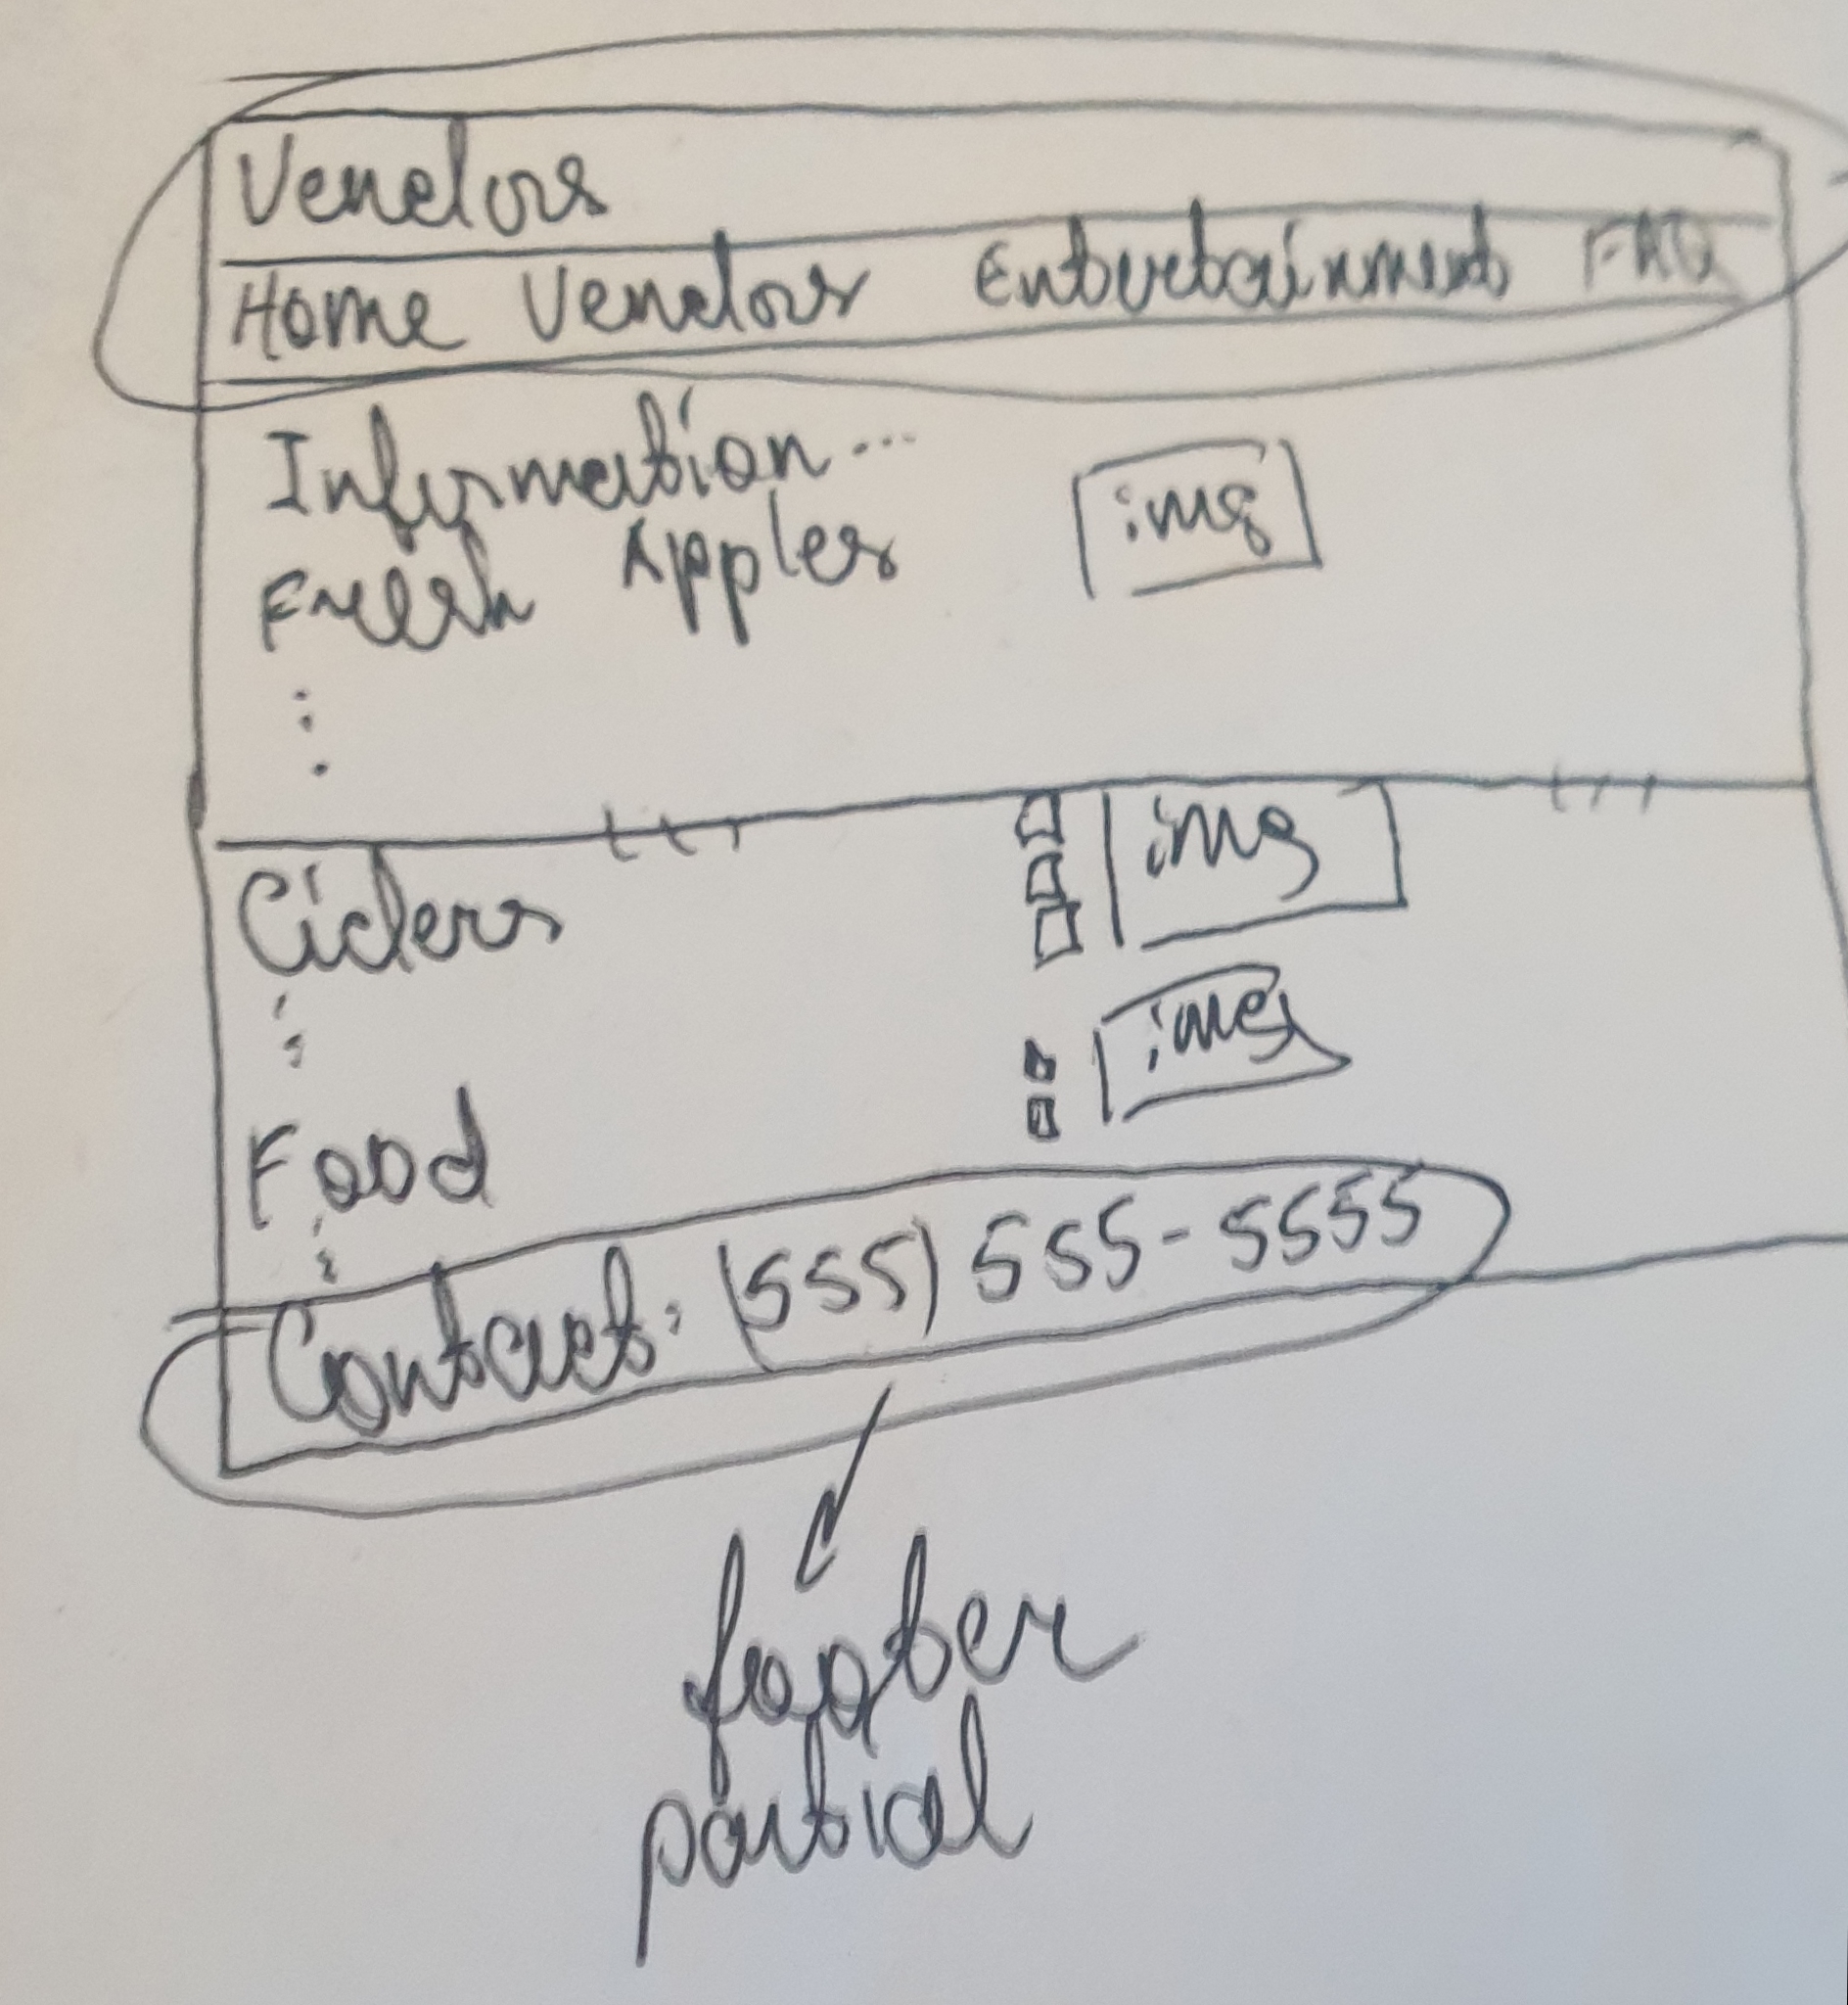 Vendors
Home Vendors Entertainment FAQ
Information...
Fresh Apples
img
Ciders
img
img
Food
Contact: (555) 555-5555
footer
partial